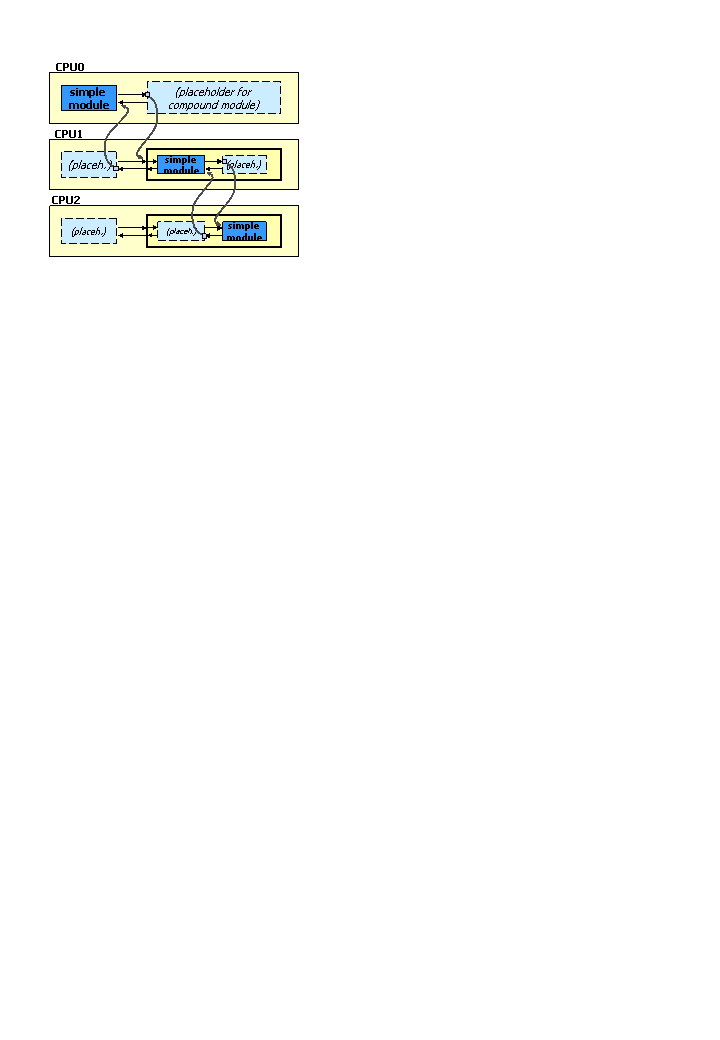 CPU0
simple
module
(placeholder for
compound module)
CPU1
(placeh.)
simple
module
(placeh.)
CPU2
(placeh.)
(placeh.)
simple
module